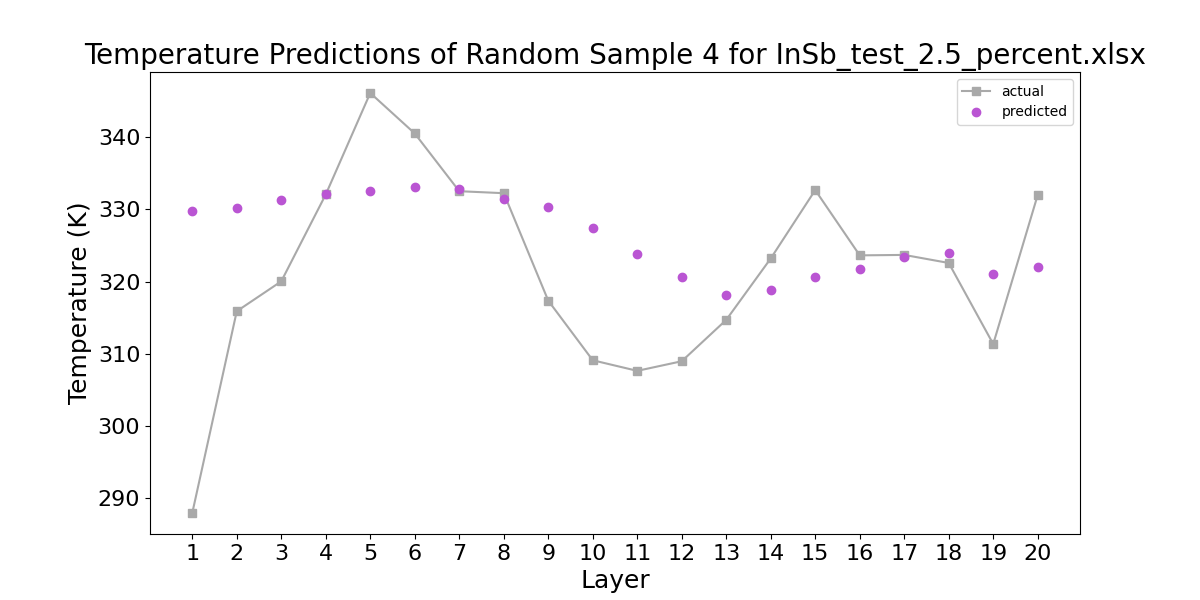 Temperature Predictions of Random Sample 4 for InSb_test_2.5_percent.xlsx
actual
predicted
Temperature (K)
340
330
320
310
300
290
1 2 3 4 5 6 7 8 9 10 11 12 13 14 15 16 17 18 19 20
Layer